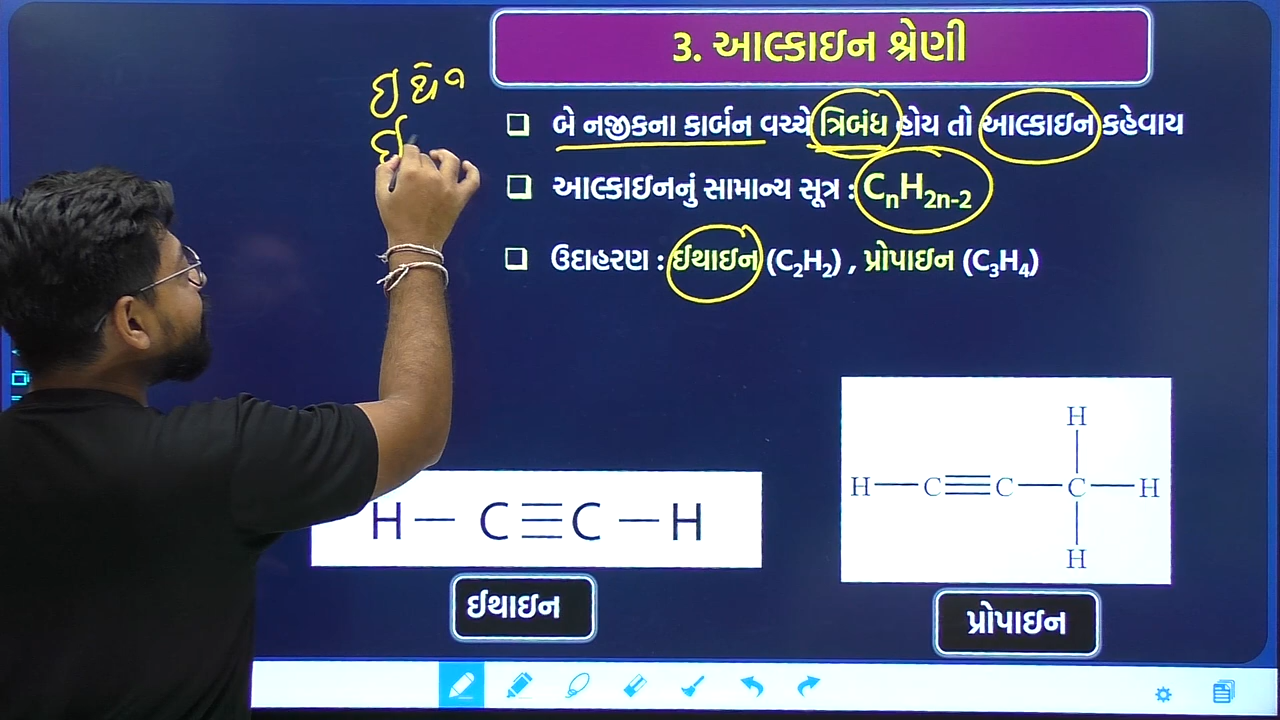 3. આલ્કાઇન શ્રેણી
ઇથેન
ઇ
❑ બે નજીકના કાર્બન વચ્ચે ત્રિબંધ હોય તો આલ્કાઇન કહેવાય
❑ આલ્કાઇનનું સામાન્ય સૂત્ર : CₙH₂ₙ₋₂
❑ ઉદાહરણ : ઈથાઇન (C₂H₂) , પ્રોપાઇન (C₃H₄)
H — C ≡ C — H
ઈથાઇન
H
H — C ≡ C — C — H
H
પ્રોપાઇન